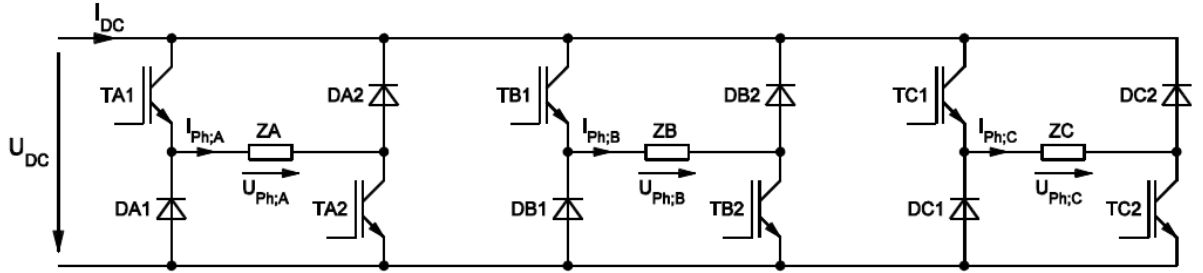 I_DC
TA1
DA2
TB1
DB2
TC1
DC2
I_Ph;A
ZA
I_Ph;B
ZB
I_Ph;C
ZC
U_DC
U_Ph;A
U_Ph;B
U_Ph;C
DA1
TA2
DB1
TB2
DC1
TC2